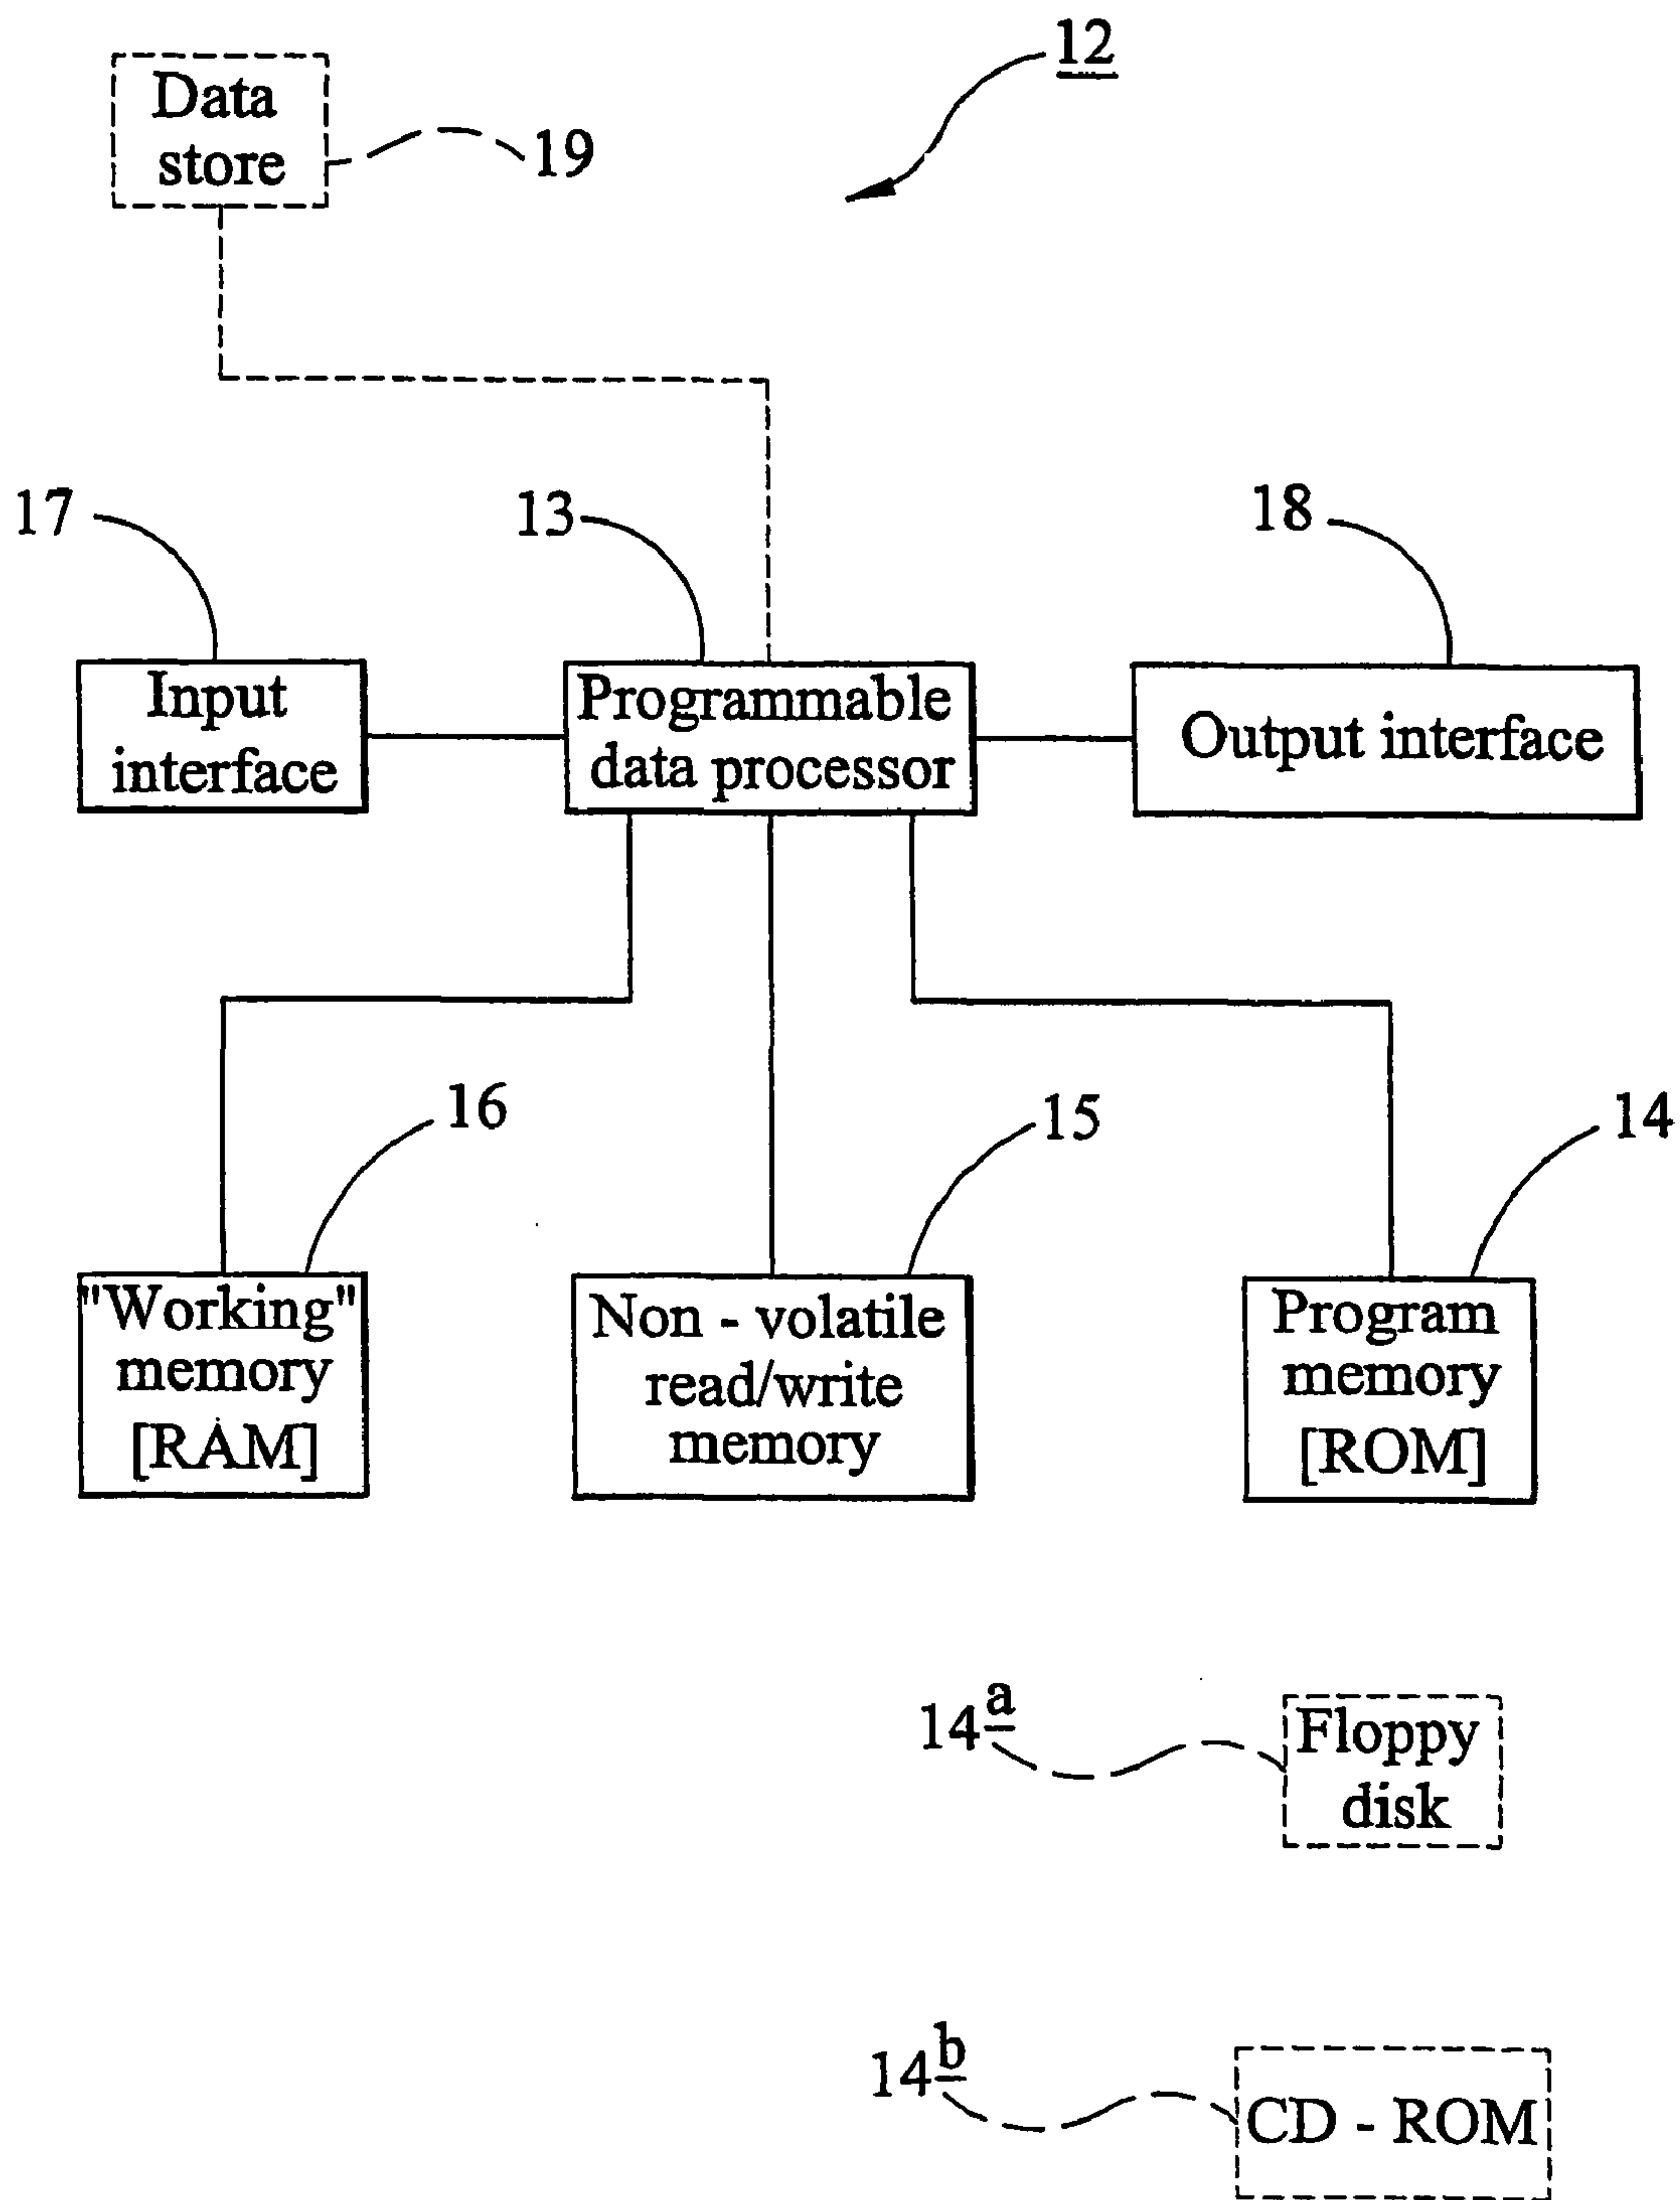 12
Data
store
19
17
13
18
Input
interface
Programmable
data processor
Output interface
16
15
14
"Working"
memory
[RAM]
Non - volatile
read/write
memory
Program
memory
[ROM]
14a
Floppy
disk
14b
CD - ROM